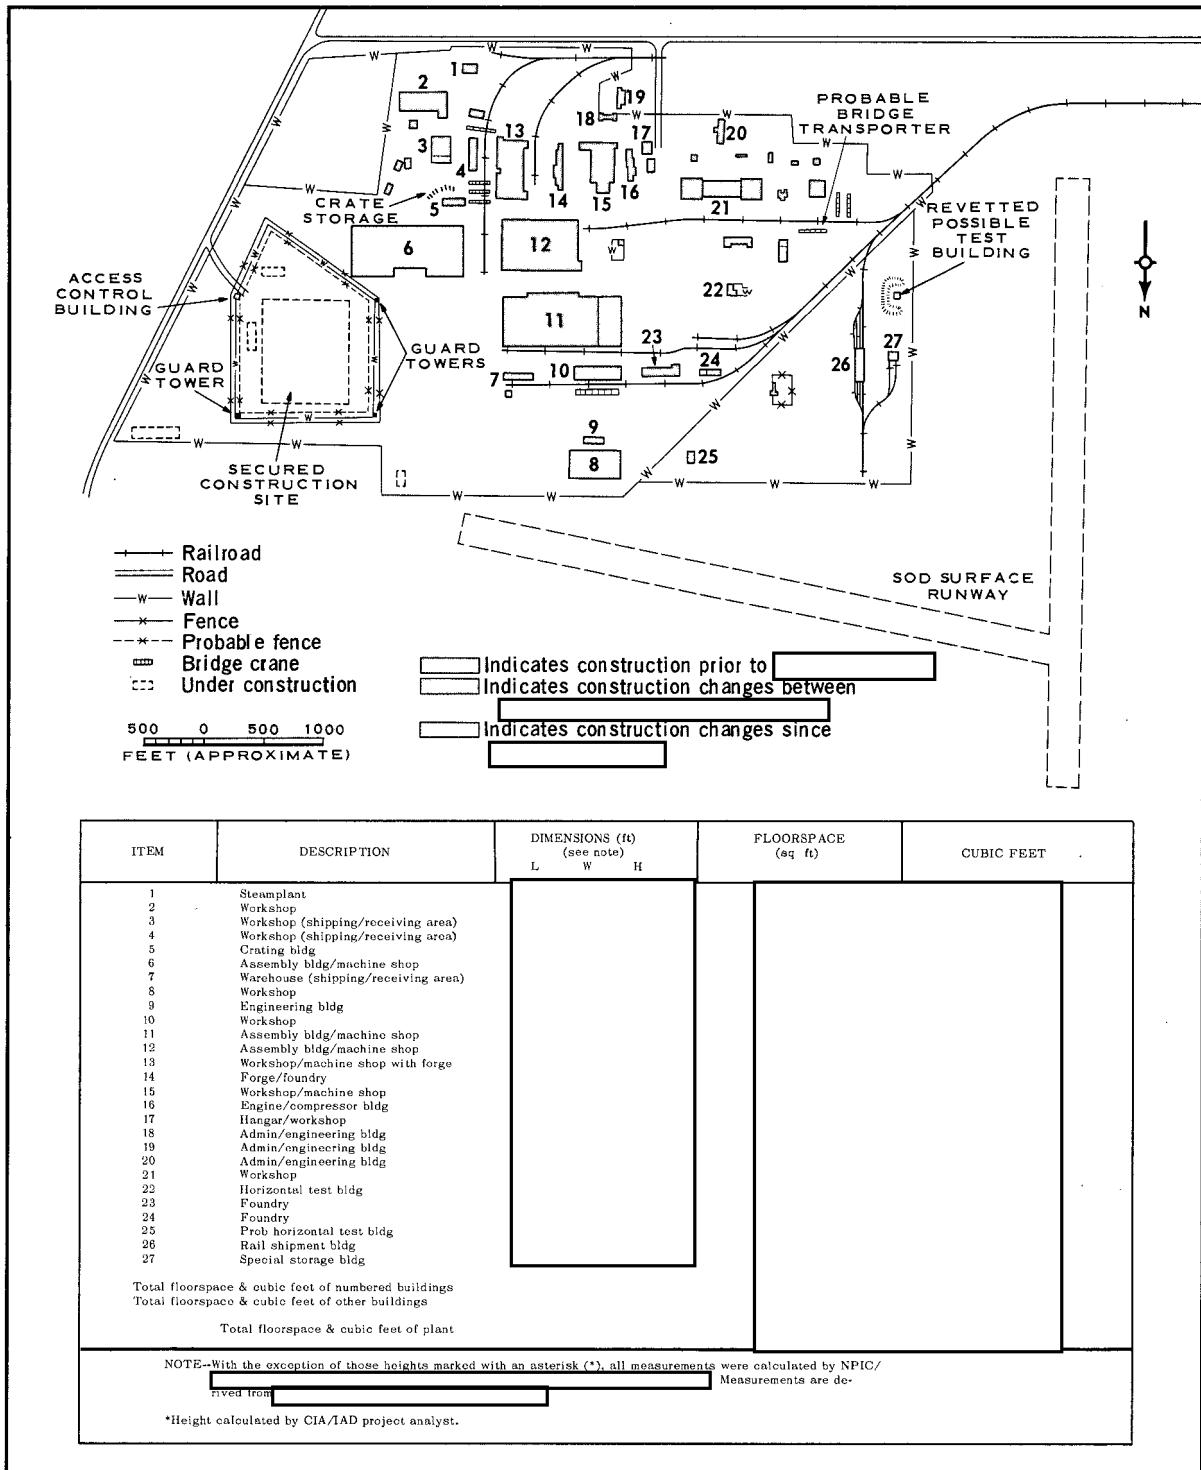 1
2
3
4
5
6
7
8
9
10
11
12
13
14
15
16
17
18
19
20
21
22
23
24
25
26
27
PROBABLE
BRIDGE
TRANSPORTER
CRATE
STORAGE
REVETTED
POSSIBLE
TEST
BUILDING
N
ACCESS
CONTROL
BUILDING
GUARD
TOWERS
GUARD
TOWER
SECURED
CONSTRUCTION
SITE
SOD SURFACE
RUNWAY
Railroad
Road
W Wall
Fence
Probable fence
Bridge crane
Under construction
Indicates construction prior to
Indicates construction changes between
Indicates construction changes since
500 0 500 1000
FEET (APPROXIMATE)
ITEM DESCRIPTION DIMENSIONS (ft) (see note) L W H FLOORSPACE (sq ft) CUBIC FEET
1 Steamplant
2 Workshop
3 Workshop (shipping/receiving area)
4 Workshop (shipping/receiving area)
5 Crating bldg
6 Assembly bldg/machine shop
7 Warehouse (shipping/receiving area)
8 Workshop
9 Engineering bldg
10 Workshop
11 Assembly bldg/machine shop
12 Assembly bldg/machine shop
13 Workshop/machine shop with forge
14 Forge/foundry
15 Workshop/machine shop
16 Engine/compressor bldg
17 Hangar/workshop
18 Admin/engineering bldg
19 Admin/engineering bldg
20 Admin/engineering bldg
21 Workshop
22 Horizontal test bldg
23 Foundry
24 Foundry
25 Prob horizontal test bldg
26 Rail shipment bldg
27 Special storage bldg
Total floorspace & cubic feet of numbered buildings
Total floorspace & cubic feet of other buildings
Total floorspace & cubic feet of plant
NOTE--With the exception of those heights marked with an asterisk (*), all measurements were calculated by NPIC/
Measurements are de-
rived from
*Height calculated by CIA/IAD project analyst.